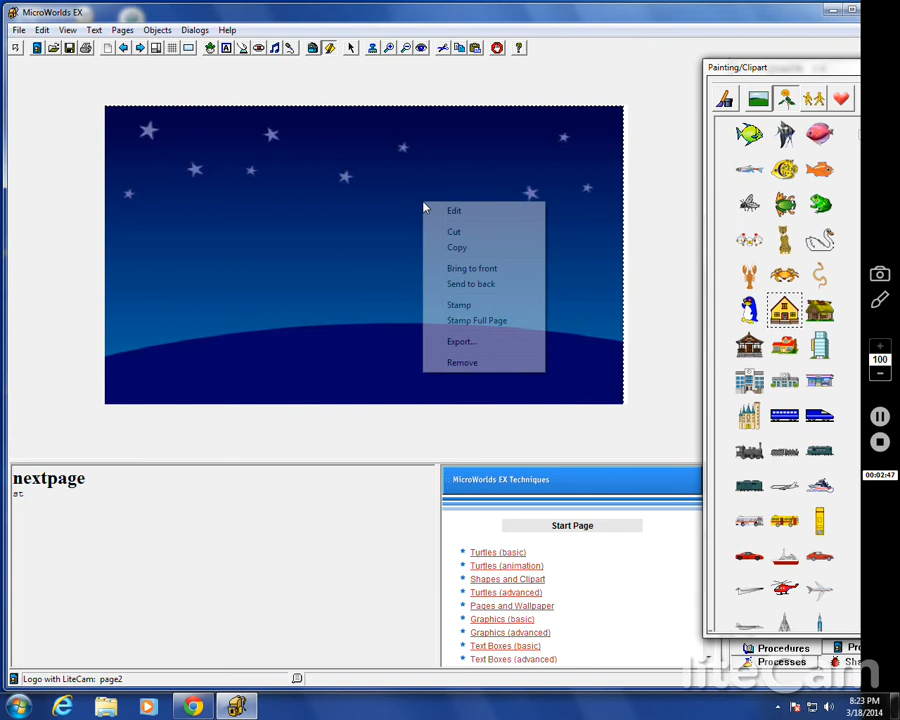 MicroWorlds EX
File Edit View Text Pages Objects Dialogs Help
Painting/Clipart
Edit
Cut
Copy
Bring to front
Send to back
Stamp
Stamp Full Page
Export...
Remove
100
00:02:47
nextpage
st
MicroWorlds EX Techniques
Start Page
Turtles (basic)
Turtles (animation)
Shapes and Clipart
Turtles (advanced)
Pages and Wallpaper
Graphics (basic)
Graphics (advanced)
Text Boxes (basic)
Text Boxes (advanced)
Procedures
Pro
Processes
Sha
liteCam
Logo with LiteCam: page2
8:23 PM
3/18/2014